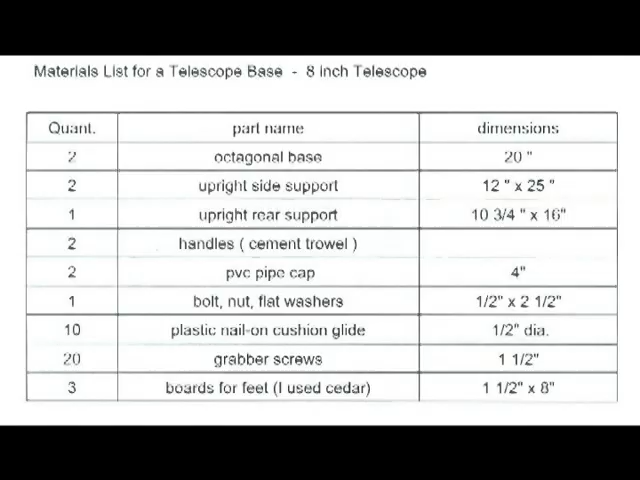 Materials List for a Telescope Base - 8 inch Telescope
Quant. part name dimensions
2 octagonal base 20 "
2 upright side support 12 " x 25 "
1 upright rear support 10 3/4 " x 16"
2 handles ( cement trowel )
2 pvc pipe cap 4"
1 bolt, nut, flat washers 1/2" x 2 1/2"
10 plastic nail-on cushion glide 1/2" dia.
20 grabber screws 1 1/2"
3 boards for feet (I used cedar) 1 1/2" x 8"